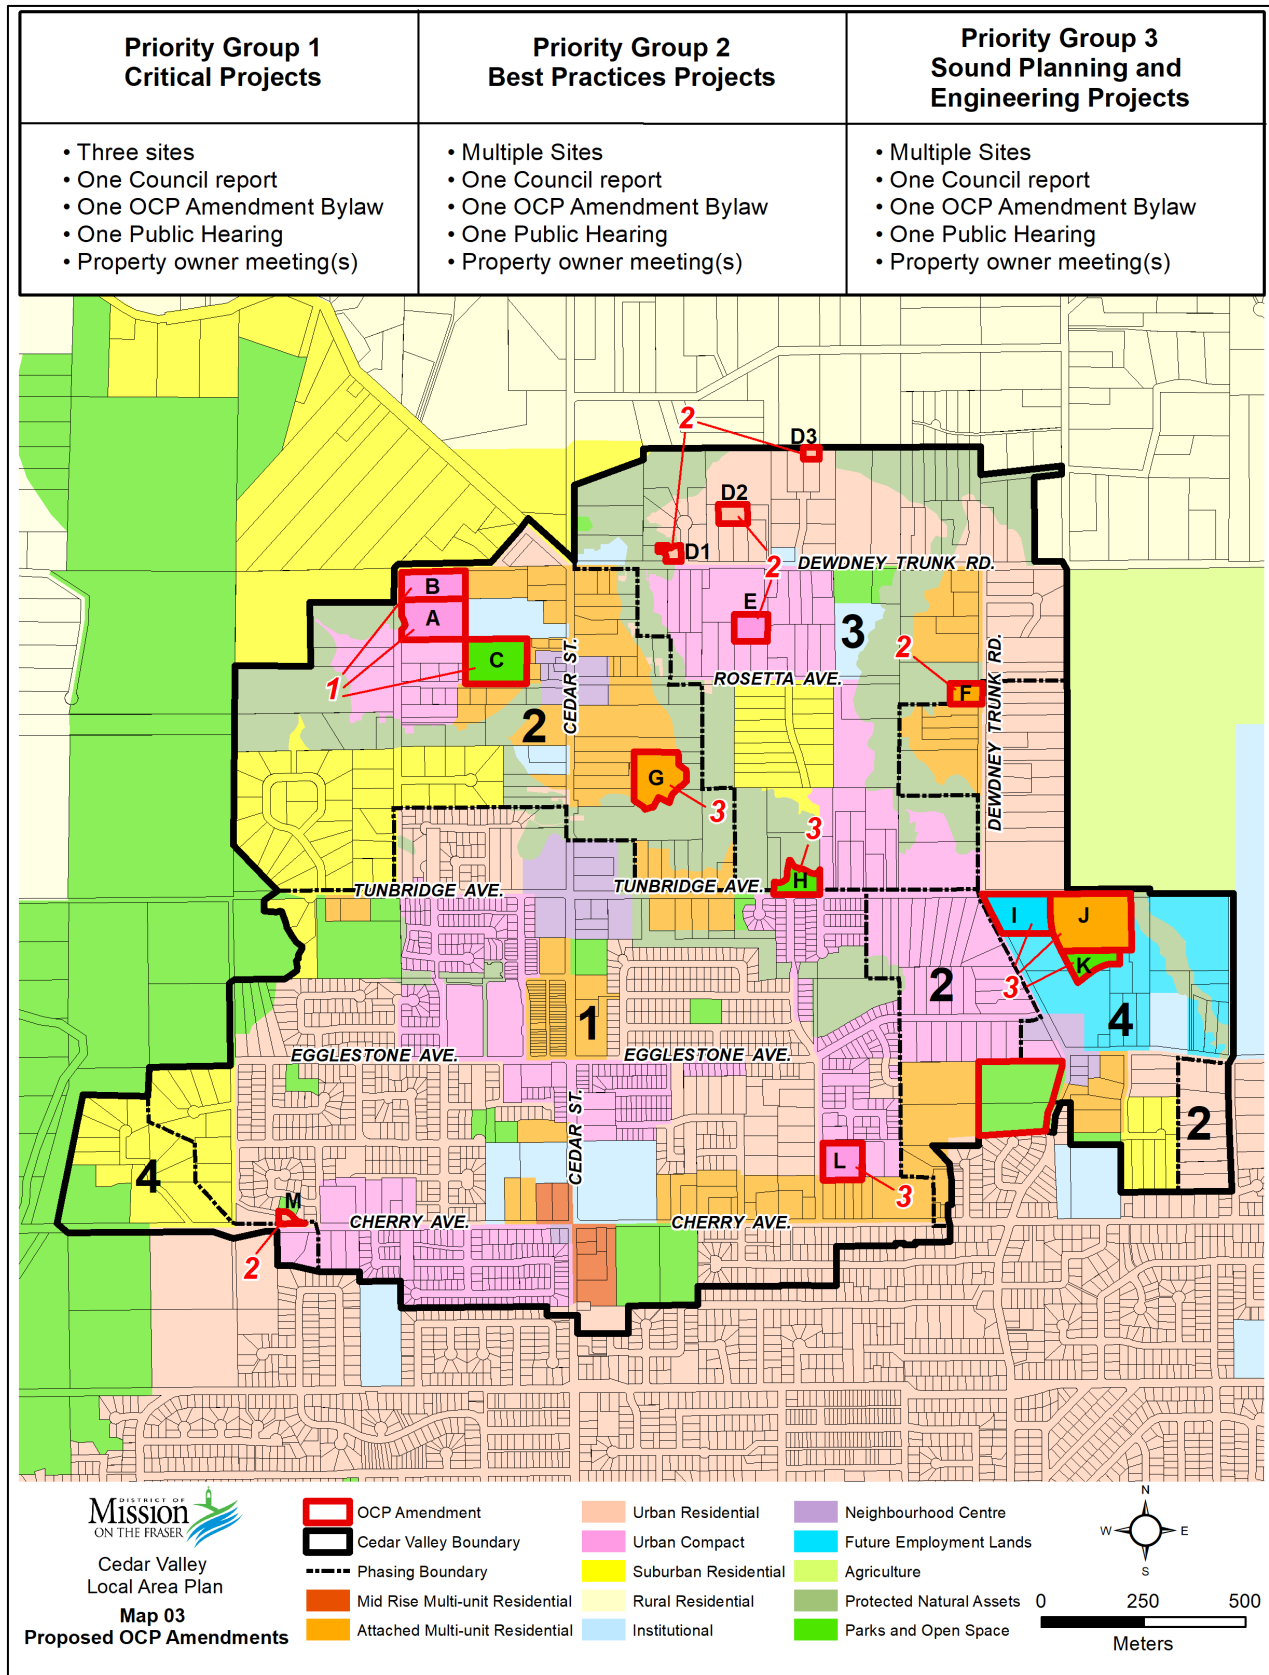 Priority Group 1
Critical Projects
Priority Group 2
Best Practices Projects
Priority Group 3
Sound Planning and
Engineering Projects
• Three sites
• One Council report
• One OCP Amendment Bylaw
• One Public Hearing
• Property owner meeting(s)
• Multiple Sites
• One Council report
• One OCP Amendment Bylaw
• One Public Hearing
• Property owner meeting(s)
• Multiple Sites
• One Council report
• One OCP Amendment Bylaw
• One Public Hearing
• Property owner meeting(s)
2
D3
D2
D1
2
DEWDNEY TRUNK RD.
B
A
E
3
C
CEDAR ST.
2
DEWDNEY TRUNK RD.
1
ROSETTA AVE.
F
2
G
3
3
H
TUNBRIDGE AVE.
TUNBRIDGE AVE.
I
J
K
3
2
4
1
EGGLESTONE AVE.
EGGLESTONE AVE.
CEDAR ST.
2
L
3
4
M
CHERRY AVE.
CHERRY AVE.
2
DISTRICT OF
Mission
ON THE FRASER
Cedar Valley
Local Area Plan
Map 03
Proposed OCP Amendments
OCP Amendment
Cedar Valley Boundary
Phasing Boundary
Mid Rise Multi-unit Residential
Attached Multi-unit Residential
Urban Residential
Urban Compact
Suburban Residential
Rural Residential
Institutional
Neighbourhood Centre
Future Employment Lands
Agriculture
Protected Natural Assets
Parks and Open Space
N
W
E
S
0 250 500
Meters